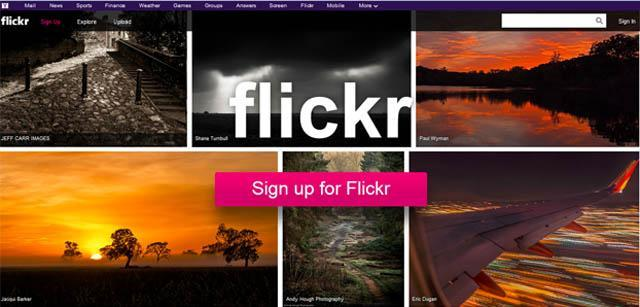 Y! Mail News Sports Finance Weather Games Groups Answers Screen Flickr Mobile More
flickr Sign Up Explore Upload Sign In
flickr
JEFF CARR IMAGES Shane Turnbull Paul Wyman
Sign up for Flickr
Jacqui Barker Andy Hough Photography Eric Dugan